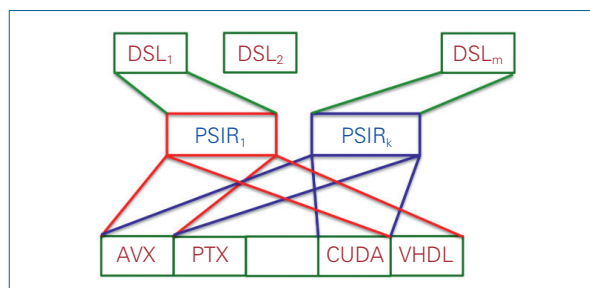 DSL₁ DSL₂ DSLₘ
PSIR₁ PSIRₖ
AVX PTX CUDA VHDL